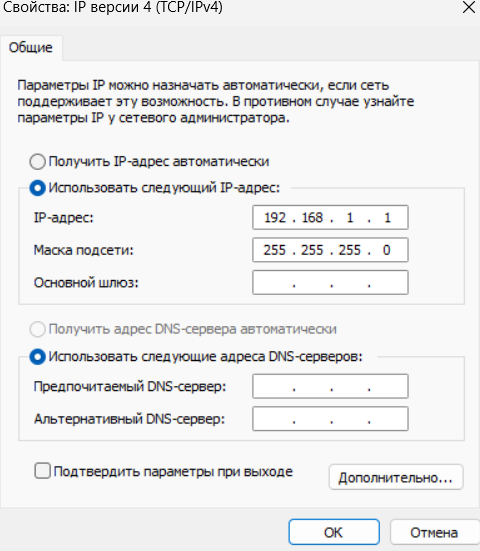 Свойства: IP версии 4 (TCP/IPv4)
Общие
Параметры IP можно назначать автоматически, если сеть
поддерживает эту возможность. В противном случае узнайте
параметры IP у сетевого администратора.
Получить IP-адрес автоматически
Использовать следующий IP-адрес:
IP-адрес: 192 . 168 . 1 . 1
Маска подсети: 255 . 255 . 255 . 0
Основной шлюз: . . .
Получить адрес DNS-сервера автоматически
Использовать следующие адреса DNS-серверов:
Предпочитаемый DNS-сервер: . . .
Альтернативный DNS-сервер: . . .
Подтвердить параметры при выходе
Дополнительно...
ОК Отмена